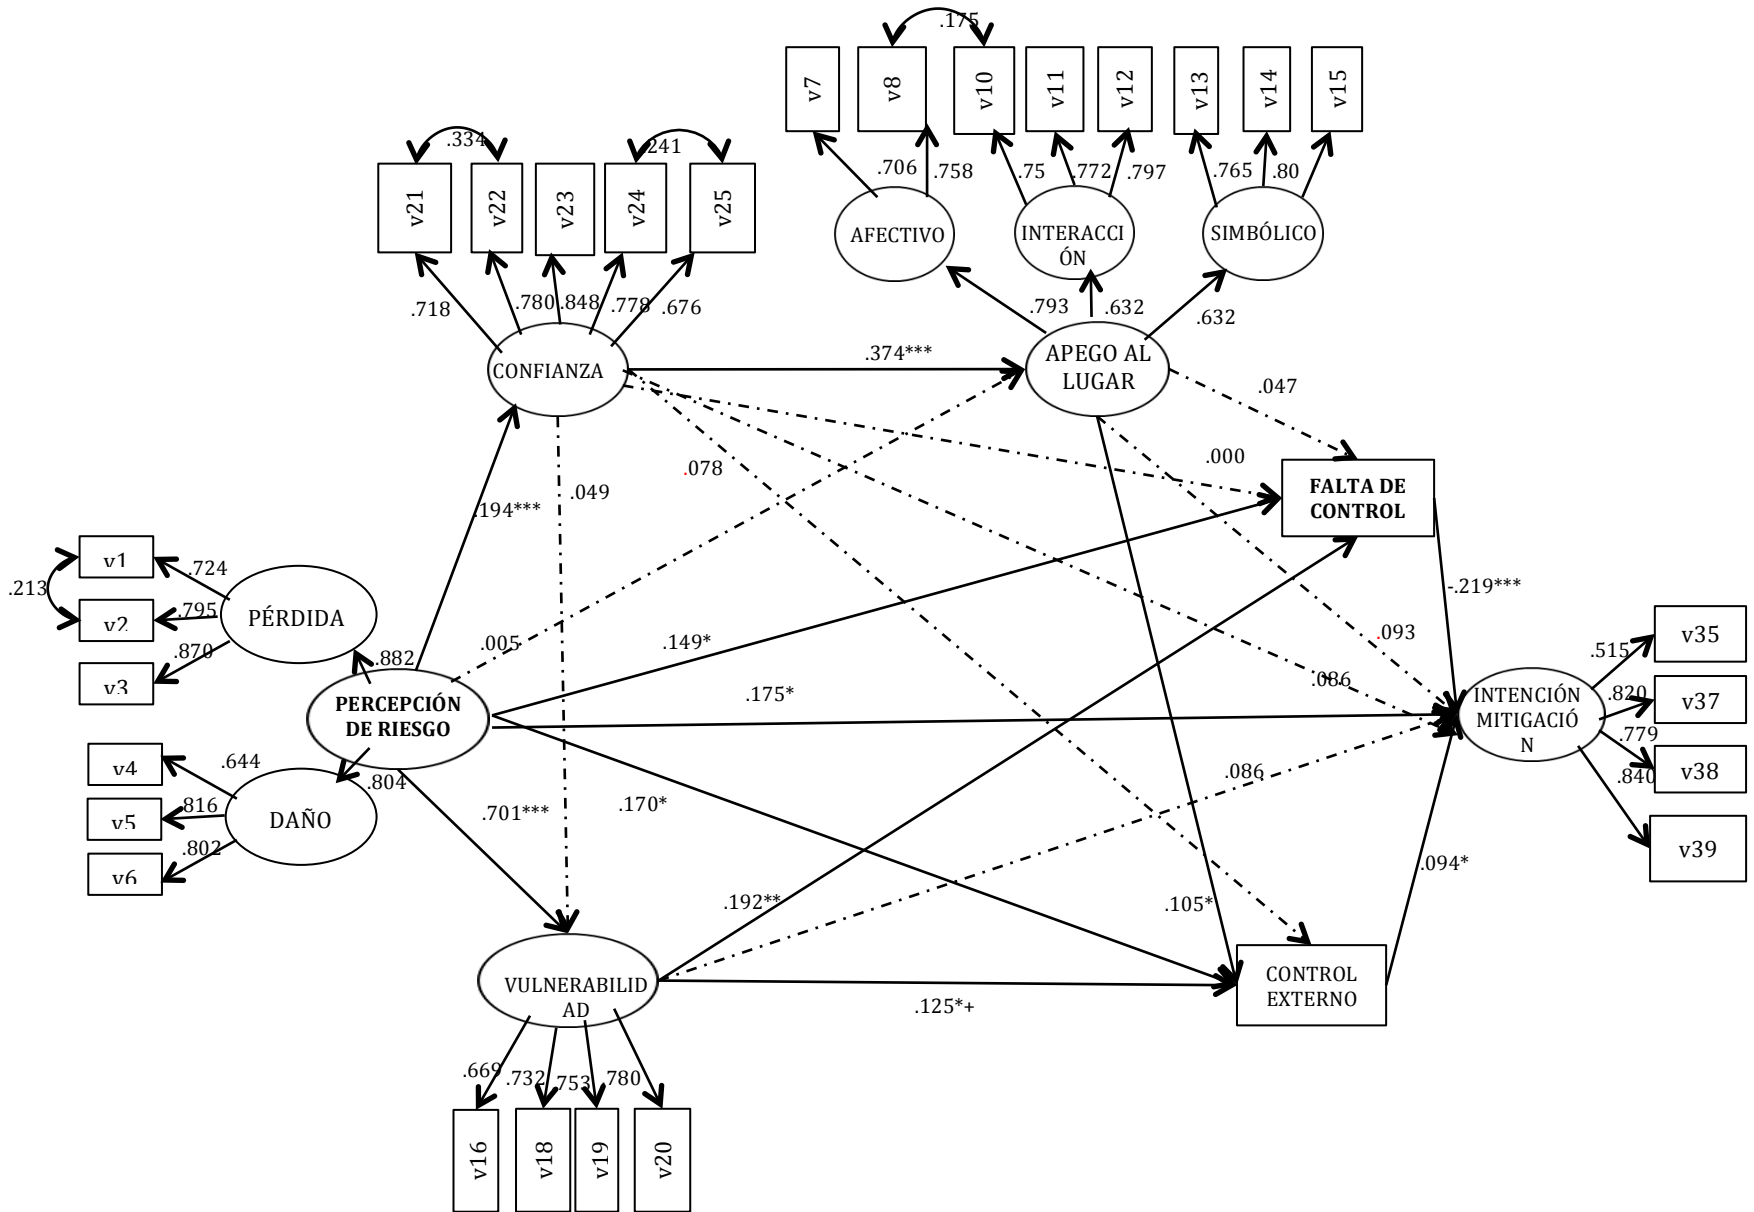 .175
v7
v8
v10
v11
v12
v13
v14
v15
.334
.241
v21
v22
v23
v24
v25
.706
.758
.75
.772
.797
.765
.80
AFECTIVO
INTERACCI
ÓN
SIMBÓLICO
.718
.780
.848
.778
.676
.793
.632
.632
CONFIANZA
.374***
APEGO AL
LUGAR
.047
.078
.000
.049
.194***
FALTA DE
CONTROL
v1
.724
.213
v2
.795
v3
.870
PÉRDIDA
.882
.005
.149*
-.219***
.093
.086
.175*
PERCEPCIÓN
DE RIESGO
INTENCIÓN
MITIGACIÓ
N
.515
v35
.820
v37
.779
v38
.840
v39
v4
.644
v5
.816
v6
.802
DAÑO
.804
.701***
.170*
.086
.094*
.192**
.105*
VULNERABILID
AD
.125*+
CONTROL
EXTERNO
.669
.732
.753
.780
v16
v18
v19
v20